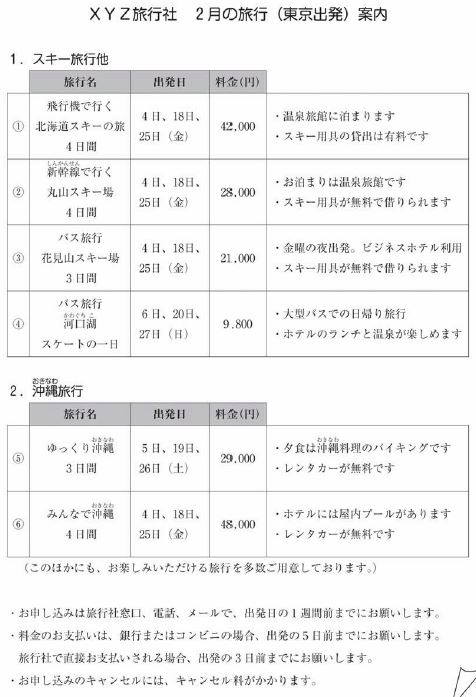 ＸＹＺ旅行社　２月の旅行（東京出発）案内
１．スキー旅行他
旅行名　出発日　料金(円)
① 飛行機で行く
北海道スキーの旅
４日間
４日、18日、
25日（金）
42,000
・温泉旅館に泊まります
・スキー用具の貸出は有料です
② 新幹線で行く
しんかんせん
丸山スキー場
４日間
４日、18日、
25日（金）
28,000
・お泊まりは温泉旅館です
・スキー用具が無料で借りられます
③ バス旅行
花見山スキー場
３日間
４日、18日、
25日（金）
21,000
・金曜の夜出発。ビジネスホテル利用
・スキー用具が無料で借りられます
④ バス旅行
かわぐちこ
河口湖
スケートの一日
６日、20日、
27日（日）
9.800
・大型バスでの日帰り旅行
・ホテルのランチと温泉が楽しめます
おきなわ
２．沖縄旅行
旅行名　出発日　料金(円)
おきなわ
⑤ ゆっくり沖縄
３日間
５日、19日、
26日（土）
29,000
おきなわ
・夕食は沖縄料理のバイキングです
・レンタカーが無料です
おきなわ
⑥ みんなで沖縄
４日間
４日、18日、
25日（金）
48,000
・ホテルには屋内プールがあります
・レンタカーが無料です
（このほかにも、お楽しみいただける旅行を多数ご用意しております。）
・お申し込みは旅行社窓口、電話、メールで、出発日の１週間前までにお願いします。
・料金のお支払いは、銀行またはコンビニの場合、出発の５日前までにお願いします。
旅行社で直接お支払いされる場合、出発の３日前までにお願いします。
・お申し込みのキャンセルには、キャンセル料がかかります。